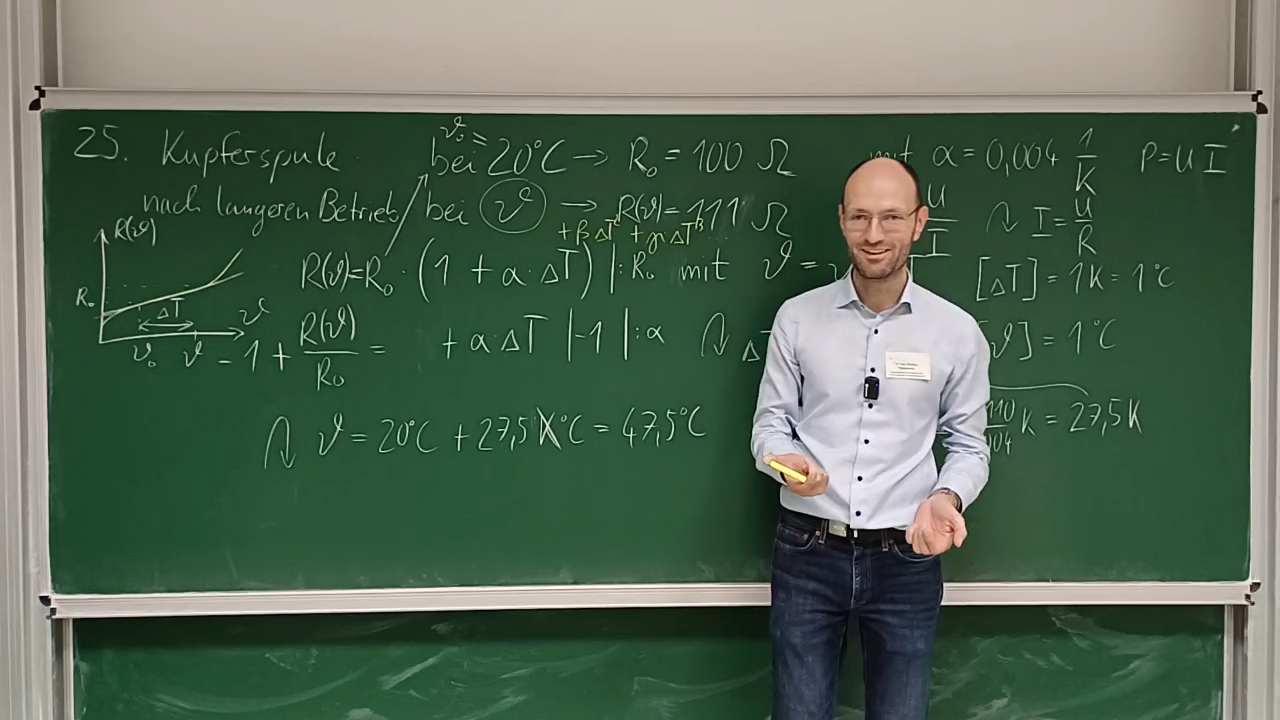 25. Kupferspule bei ϑ₀ = 20°C → R₀ = 100 Ω mit α = 0,004 1/K P = U I
nach längeren Betrieb / bei ϑ → R(ϑ) = 111 Ω U/I ↷ I = U/R
+ β ΔT² + γ ΔT³
R(ϑ) = R₀ · (1 + α · ΔT) |: R₀ mit ϑ = [ΔT] = 1K = 1°C
R(ϑ)
R₀
ΔT
ϑ₀ ϑ ϑ
-1 + R(ϑ)/R₀ = + α · ΔT |-1 |: α ↷ Δ [ϑ] = 1°C
K = 27,5 K
↷ ϑ = 20°C + 27,5 K °C = 47,5°C